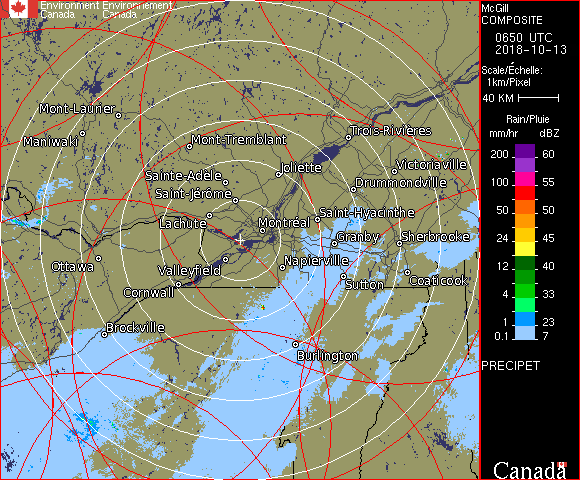 Environment Environnement
Canada Canada
McGill
COMPOSITE
0650 UTC
2018-10-13
Scale/Échelle:
1km/Pixel
40 KM
Rain/Pluie
mm/hr dBZ
200 60
150 57
100 55
50 50
24 45
12 40
4 33
1 23
0.1 7
PRECIPET
Canada
Mont-Laurier
Maniwaki
Mont-Tremblant
Trois-Rivières
Victoriaville
Joliette
Sainte-Adèle
Drummondville
Saint-Jérôme
Saint-Hyacinthe
Lachute
Montréal
Granby
Sherbrooke
Ottawa
Valleyfield
Napierville
Sutton
Coaticook
Cornwall
Brockville
Burlington